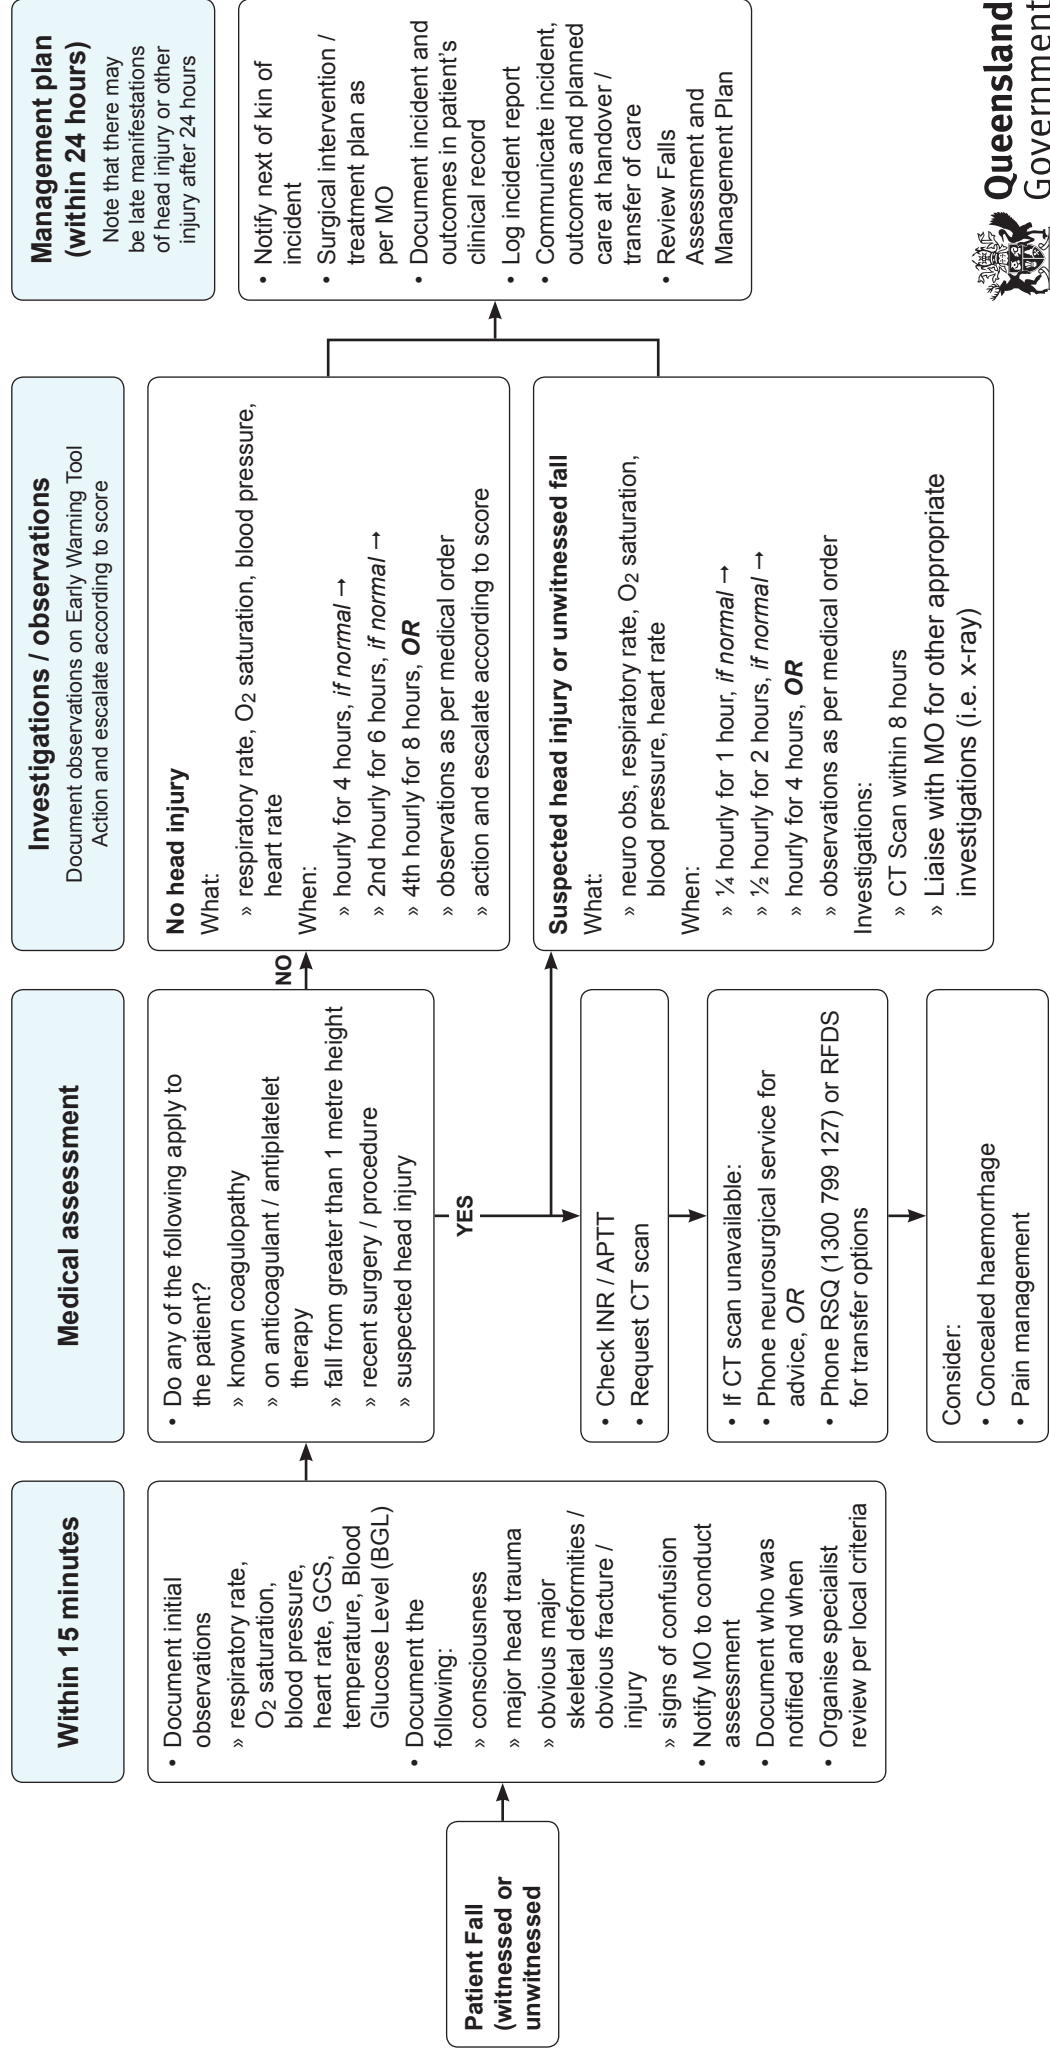 Patient Fall
(witnessed or
unwitnessed
Within 15 minutes
• Document initial
observations
» respiratory rate,
O2 saturation,
blood pressure,
heart rate, GCS,
temperature, Blood
Glucose Level (BGL)
• Document the
following:
» consciousness
» major head trauma
» obvious major
skeletal deformities /
obvious fracture /
injury
» signs of confusion
• Notify MO to conduct
assessment
• Document who was
notified and when
• Organise specialist
review per local criteria
Medical assessment
• Do any of the following apply to
the patient?
» known coagulopathy
» on anticoagulant / antiplatelet
therapy
» fall from greater than 1 metre height
» recent surgery / procedure
» suspected head injury
NO
YES
• Check INR / APTT
• Request CT scan
• If CT scan unavailable:
• Phone neurosurgical service for
advice, OR
• Phone RSQ (1300 799 127) or RFDS
for transfer options
Consider:
• Concealed haemorrhage
• Pain management
Investigations / observations
Document observations on Early Warning Tool
Action and escalate according to score
No head injury
What:
» respiratory rate, O2 saturation, blood pressure,
heart rate
When:
» hourly for 4 hours, if normal →
» 2nd hourly for 6 hours, if normal →
» 4th hourly for 8 hours, OR
» observations as per medical order
» action and escalate according to score
Suspected head injury or unwitnessed fall
What:
» neuro obs, respiratory rate, O2 saturation,
blood pressure, heart rate
When:
» ¼ hourly for 1 hour, if normal →
» ½ hourly for 2 hours, if normal →
» hourly for 4 hours, OR
» observations as per medical order
Investigations:
» CT Scan within 8 hours
» Liaise with MO for other appropriate
investigations (i.e. x-ray)
Management plan
(within 24 hours)
Note that there may
be late manifestations
of head injury or other
injury after 24 hours
• Notify next of kin of
incident
• Surgical intervention /
treatment plan as
per MO
• Document incident and
outcomes in patient's
clinical record
• Log incident report
• Communicate incident,
outcomes and planned
care at handover /
transfer of care
• Review Falls
Assessment and
Management Plan
Queensland
Government